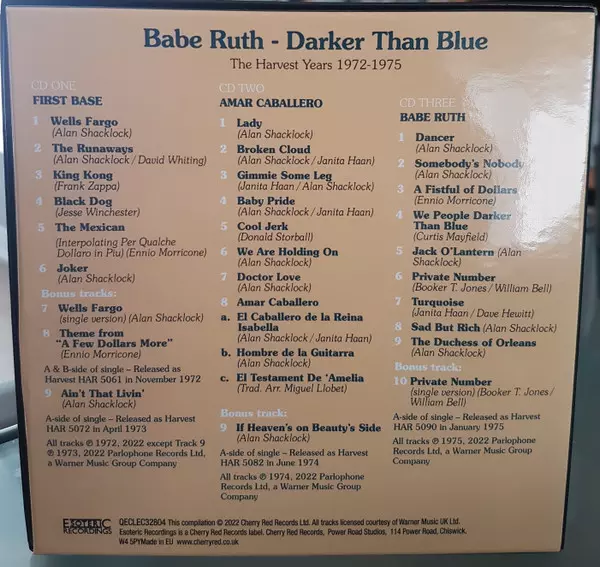 Babe Ruth - Darker Than Blue
The Harvest Years 1972-1975
CD ONE
FIRST BASE
1 Wells Fargo
(Alan Shacklock)
2 The Runaways
(Alan Shacklock / David Whiting)
3 King Kong
(Frank Zappa)
4 Black Dog
(Jesse Winchester)
5 The Mexican
(Interpolating Per Qualche
Dollaro in Piu) (Ennio Morricone)
6 Joker
(Alan Shacklock)
Bonus tracks:
7 Wells Fargo
(single version) (Alan Shacklock)
8 Theme from
"A Few Dollars More"
(Ennio Morricone)
A & B-side of single – Released as
Harvest HAR 5061 in November 1972
9 Ain't That Livin'
(Alan Shacklock)
A-side of single – Released as Harvest
HAR 5072 in April 1973
All tracks ℗ 1972, 2022 except Track 9
℗ 1973, 2022 Parlophone Records Ltd,
a Warner Music Group Company
CD TWO
AMAR CABALLERO
1 Lady
(Alan Shacklock)
2 Broken Cloud
(Alan Shacklock / Janita Haan)
3 Gimmie Some Leg
(Janita Haan / Alan Shacklock)
4 Baby Pride
(Alan Shacklock / Janita Haan)
5 Cool Jerk
(Donald Storball)
6 We Are Holding On
(Alan Shacklock)
7 Doctor Love
(Alan Shacklock)
8 Amar Caballero
a. El Caballero de la Reina
Isabella
(Alan Shacklock / Janita Haan)
b. Hombre de la Guitarra
(Alan Shacklock)
c. El Testament De 'Amelia
(Trad. Arr. Miguel Llobet)
Bonus track:
9 If Heaven's on Beauty's Side
(Alan Shacklock)
A-side of single – Released as Harvest
HAR 5082 in June 1974
All tracks ℗ 1974, 2022 Parlophone
Records Ltd, a Warner Music Group
Company
CD THREE
BABE RUTH
1 Dancer
(Alan Shacklock)
2 Somebody's Nobody
(Alan Shacklock)
3 A Fistful of Dollars
(Ennio Morricone)
4 We People Darker
Than Blue
(Curtis Mayfield)
5 Jack O'Lantern (Alan
Shacklock)
6 Private Number
(Booker T. Jones / William Bell)
7 Turquoise
(Janita Haan / Dave Hewitt)
8 Sad But Rich (Alan Shacklock)
9 The Duchess of Orleans
(Alan Shacklock)
Bonus track:
10 Private Number
(single version) (Booker T. Jones /
William Bell)
A-side of single – Released as Harvest
HAR 5090 in January 1975
All tracks ℗ 1975, 2022 Parlophone
Records Ltd, a Warner Music Group
Company
ESOTERIC
RECORDINGS
QECLEC32804 This compilation © 2022 Cherry Red Records Ltd. All tracks licensed courtesy of Warner Music UK Ltd.
Esoteric Recordings is a Cherry Red Records label. Cherry Red Records, Power Road Studios, 114 Power Road, Chiswick.
W4 5PYMade in EU www.cherryred.co.uk